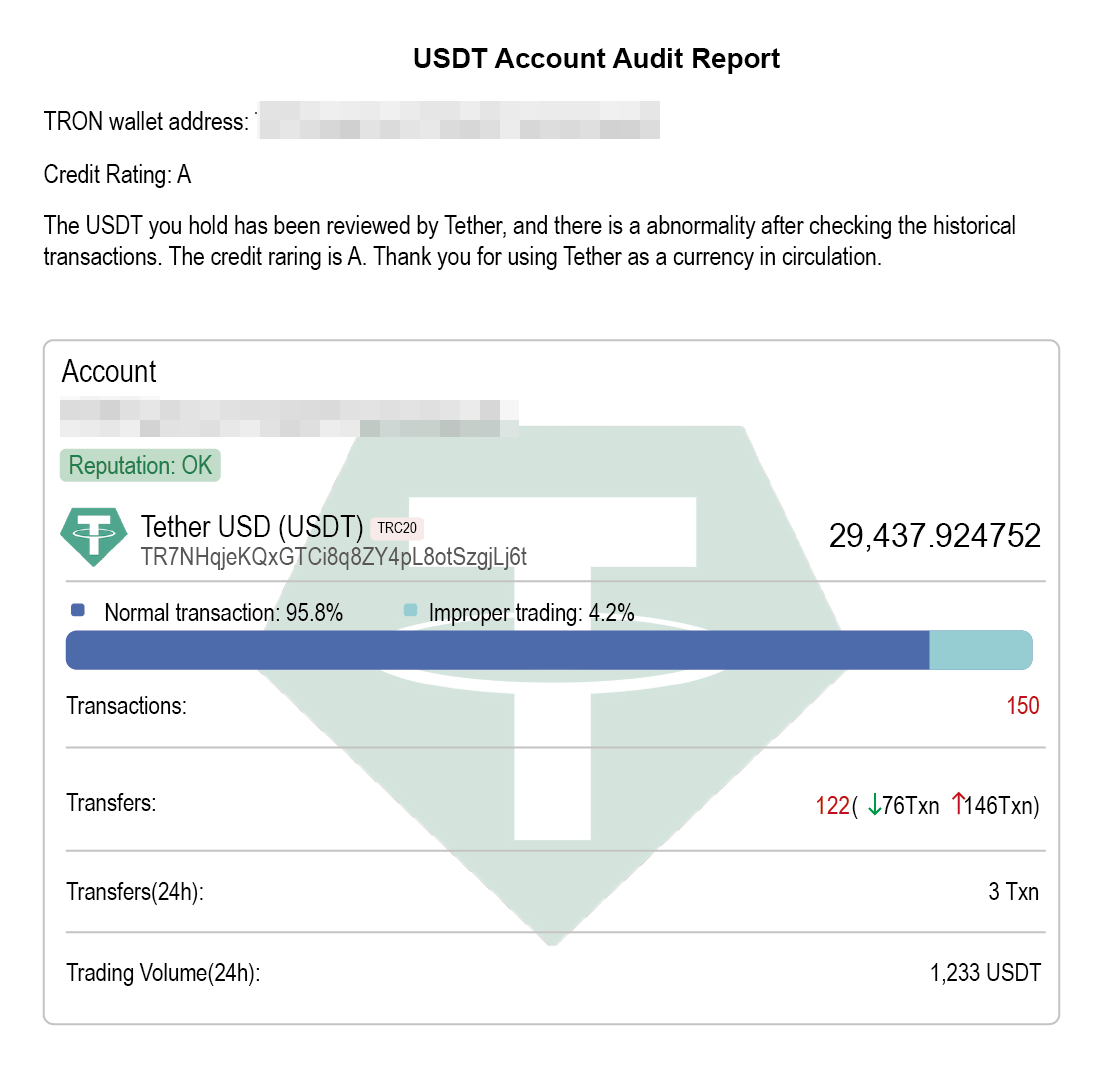 USDT Account Audit Report
TRON wallet address:
Credit Rating: A
The USDT you hold has been reviewed by Tether, and there is a abnormality after checking the historical
transactions. The credit raring is A. Thank you for using Tether as a currency in circulation.
Account
Reputation: OK
Tether USD (USDT) TRC20
TR7NHqjeKQxGTCi8q8ZY4pL8otSzgjLj6t
29,437.924752
Normal transaction: 95.8% Improper trading: 4.2%
Transactions: 150
Transfers: 122( ↓76Txn ↑146Txn)
Transfers(24h): 3 Txn
Trading Volume(24h): 1,233 USDT